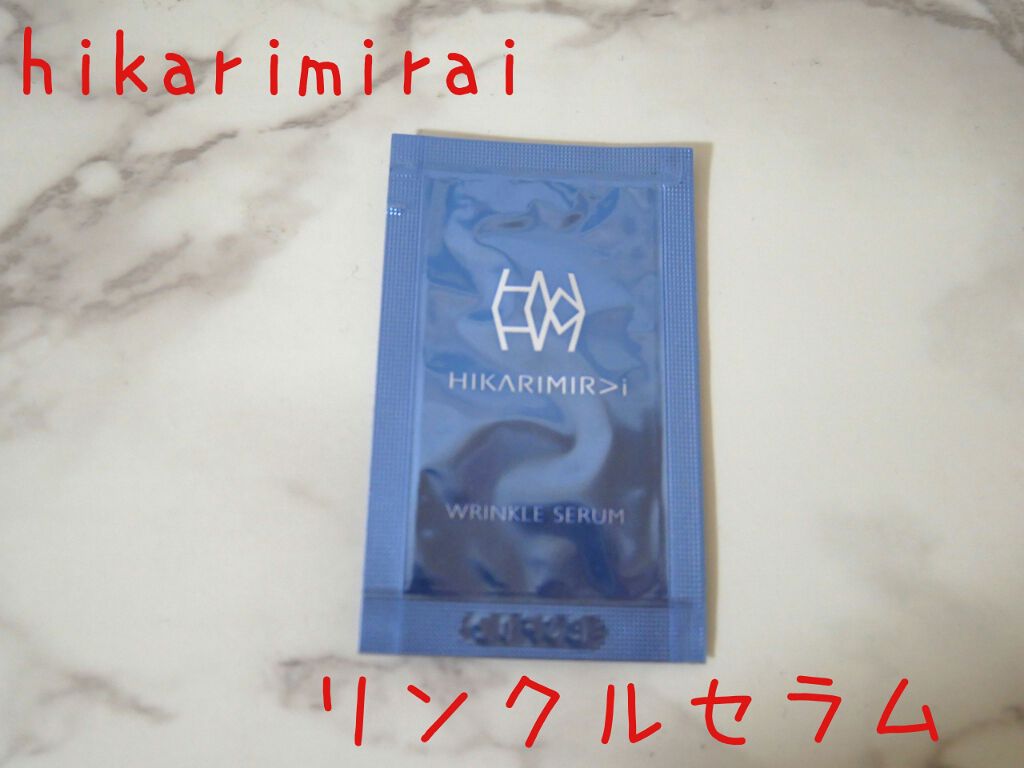 hikarimirai
HIKARIMIR>i
WRINKLE SERUM
リンクルセラム